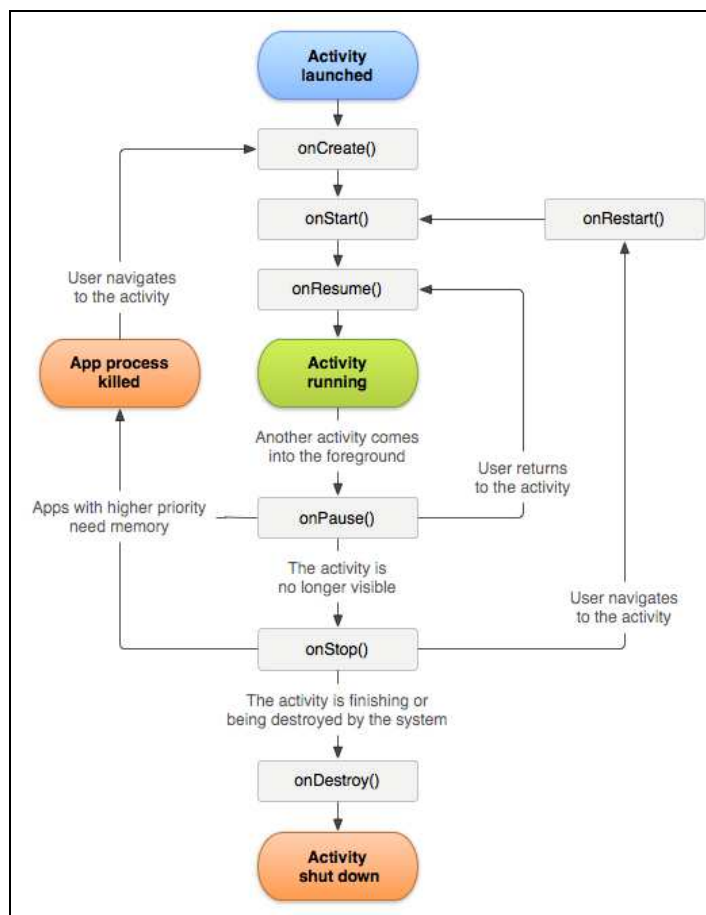 Activity
launched
onCreate()
onStart()
onRestart()
User navigates
to the activity
onResume()
App process
killed
Activity
running
Another activity comes
into the foreground
User returns
to the activity
Apps with higher priority
need memory
onPause()
The activity is
no longer visible
User navigates
to the activity
onStop()
The activity is finishing or
being destroyed by the system
onDestroy()
Activity
shut down